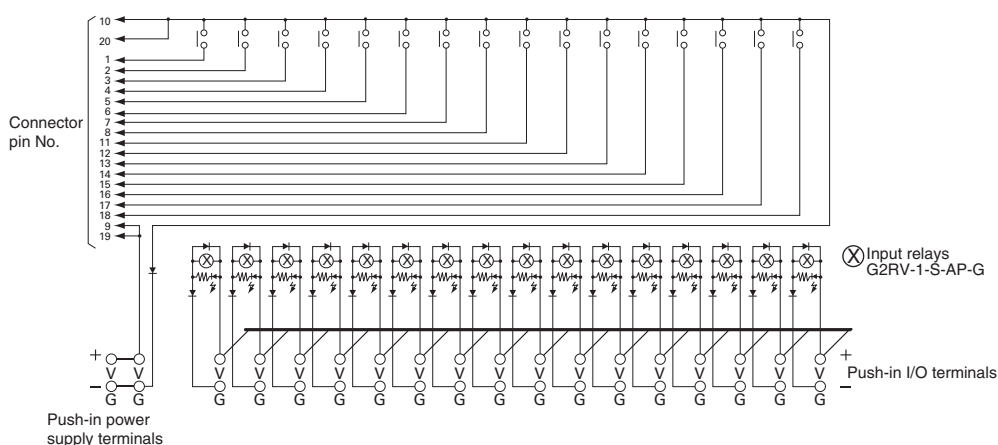 10
20
1
2
3
4
5
6
7
8
11
12
13
14
15
16
17
18
9
19
Connector
pin No.
Input relays
G2RV-1-S-AP-G
+ V V V V V V V V V V V V V V V V V V +
Push-in I/O terminals
− G G G G G G G G G G G G G G G G G G −
Push-in power
supply terminals